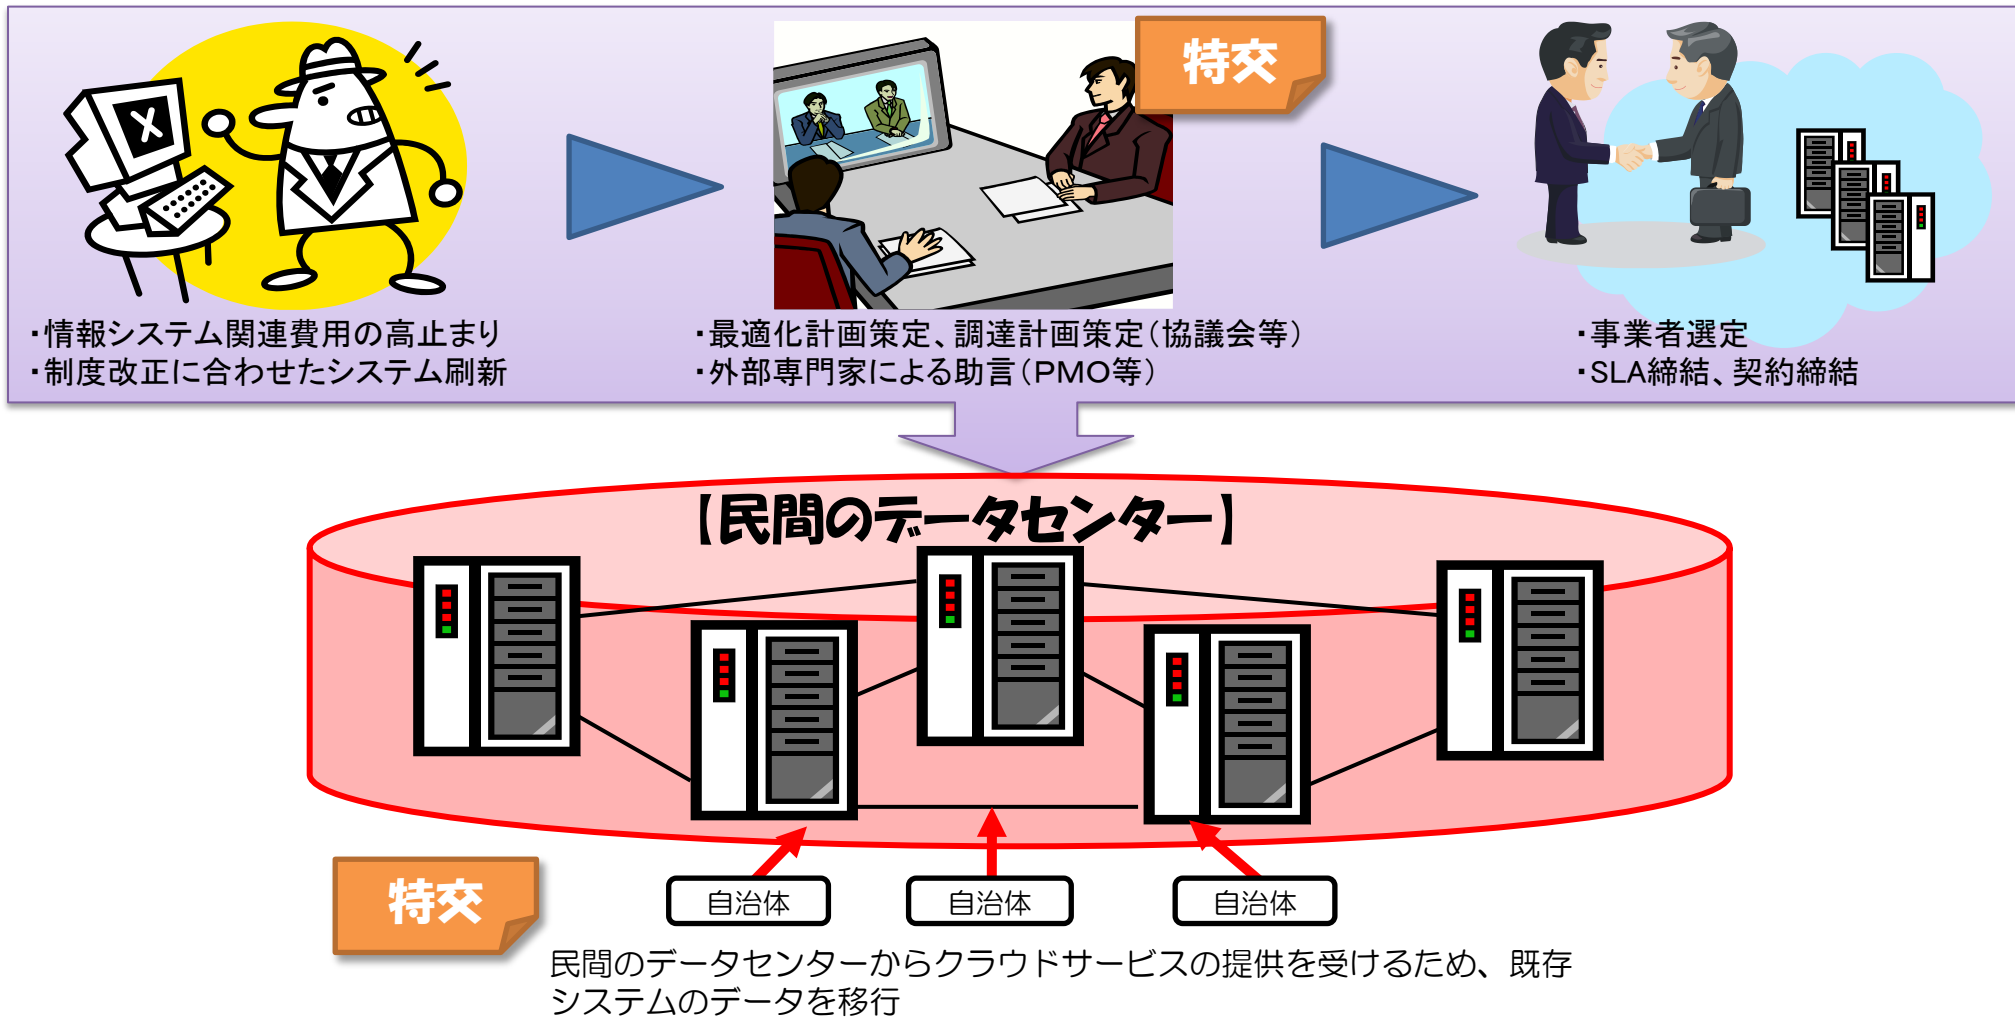 特交
X
・情報システム関連費用の高止まり
・制度改正に合わせたシステム刷新
・最適化計画策定、調達計画策定（協議会等）
・外部専門家による助言（PMO等）
・事業者選定
・SLA締結、契約締結
【民間のデータセンター】
特交
自治体
自治体
自治体
民間のデータセンターからクラウドサービスの提供を受けるため、既存
システムのデータを移行